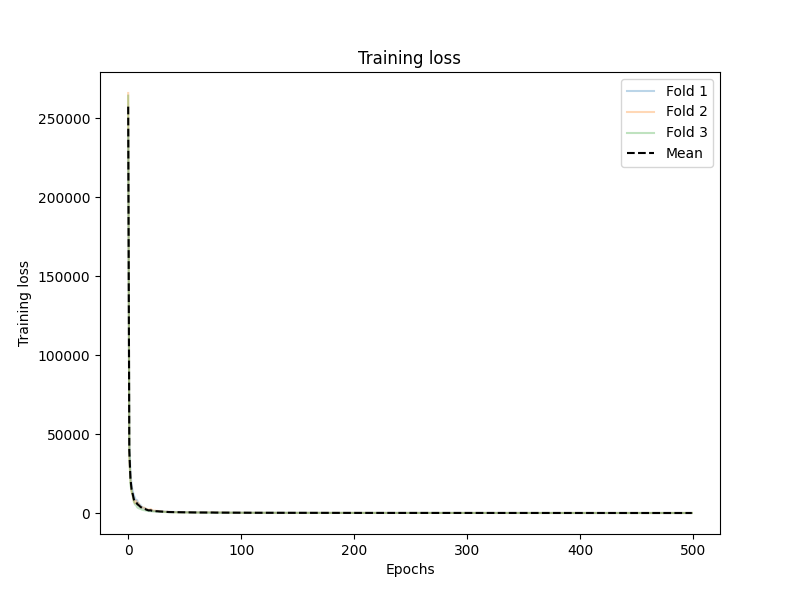 Training loss
Fold 1
Fold 2
Fold 3
Mean
Training loss
250000
200000
150000
100000
50000
0
0 100 200 300 400 500
Epochs